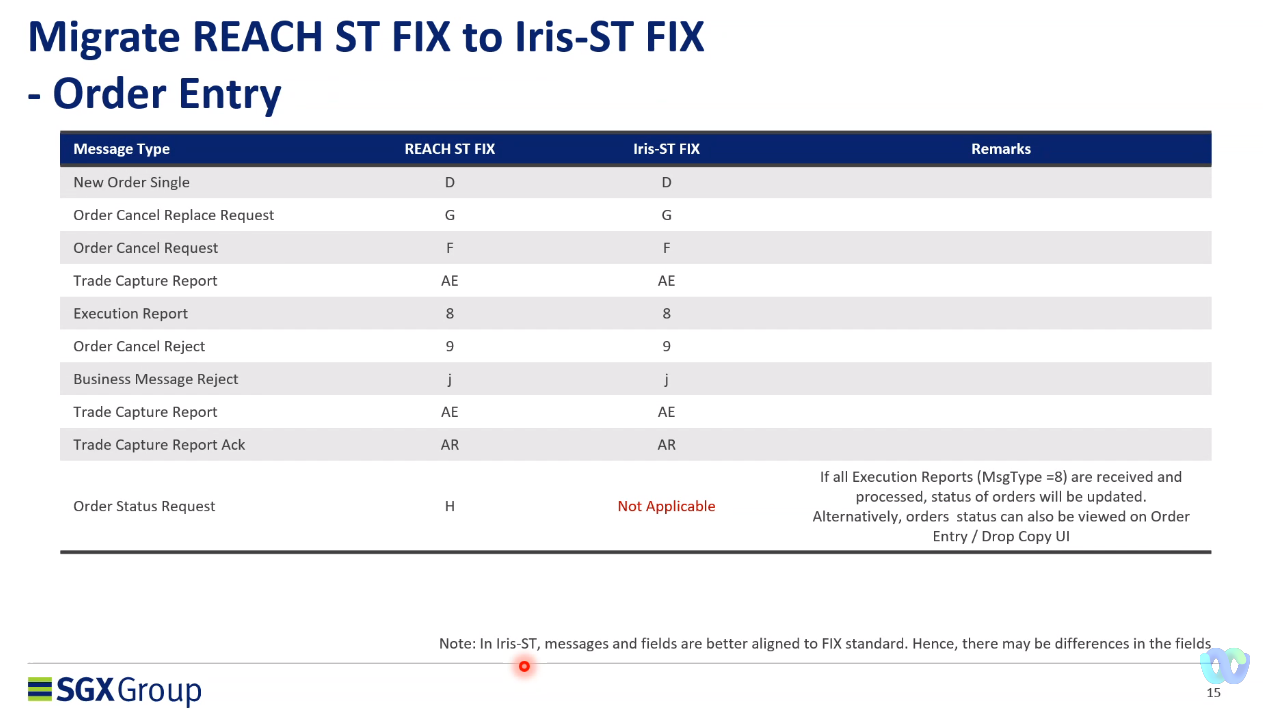 Migrate REACH ST FIX to Iris-ST FIX
- Order Entry
Message Type REACH ST FIX Iris-ST FIX Remarks
New Order Single D D
Order Cancel Replace Request G G
Order Cancel Request F F
Trade Capture Report AE AE
Execution Report 8 8
Order Cancel Reject 9 9
Business Message Reject j j
Trade Capture Report AE AE
Trade Capture Report Ack AR AR
Order Status Request H Not Applicable
If all Execution Reports (MsgType =8) are received and
processed, status of orders will be updated.
Alternatively, orders status can also be viewed on Order
Entry / Drop Copy UI
Note: In Iris-ST, messages and fields are better aligned to FIX standard. Hence, there may be differences in the fields
SGX Group
15